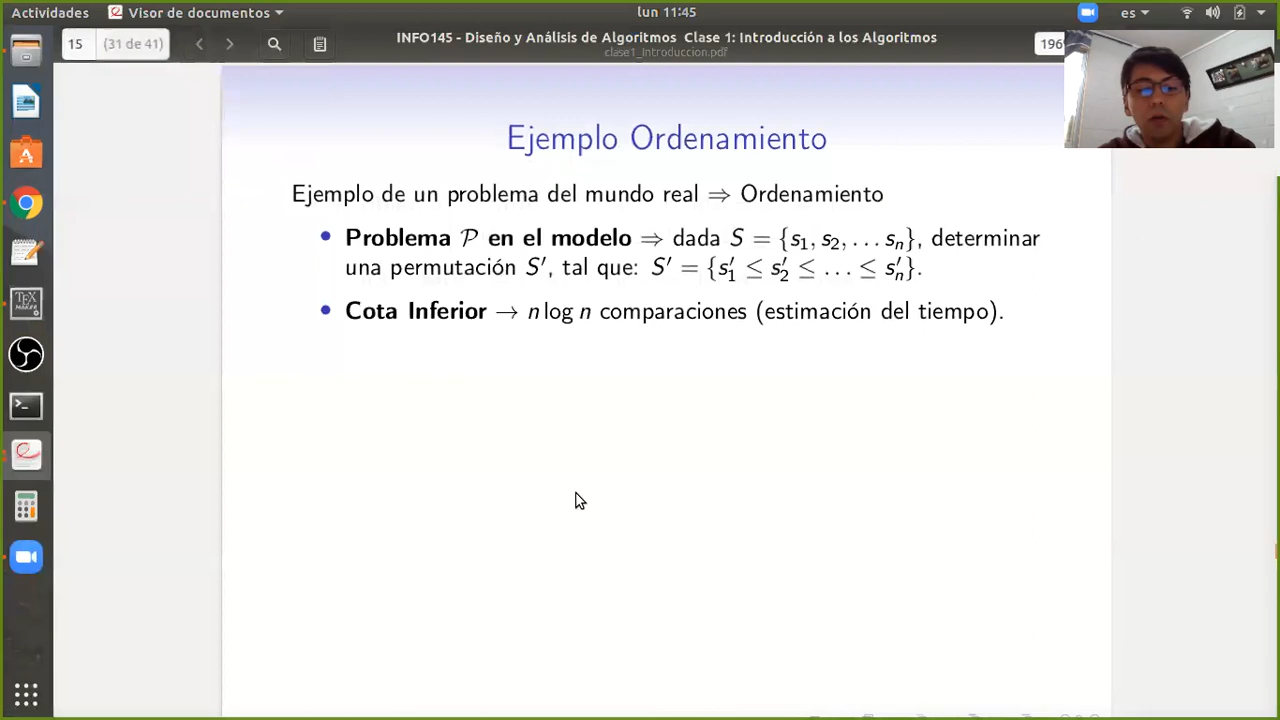 Actividades Visor de documentos lun 11:45 es
15 (31 de 41) INFO145 - Diseño y Análisis de Algoritmos Clase 1: Introducción a los Algoritmos 196
clase1_Introduccion.pdf
Ejemplo Ordenamiento
Ejemplo de un problema del mundo real ⇒ Ordenamiento
• Problema 𝒫 en el modelo ⇒ dada S = {s₁, s₂, … sₙ}, determinar
una permutación S′, tal que: S′ = {s′₁ ≤ s′₂ ≤ … ≤ s′ₙ}.
• Cota Inferior → n log n comparaciones (estimación del tiempo).